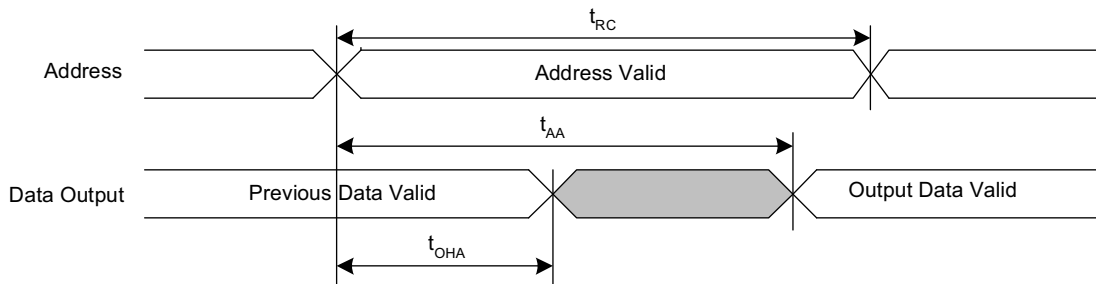 tRC
Address
Address Valid
tAA
Data Output
Previous Data Valid
Output Data Valid
tOHA